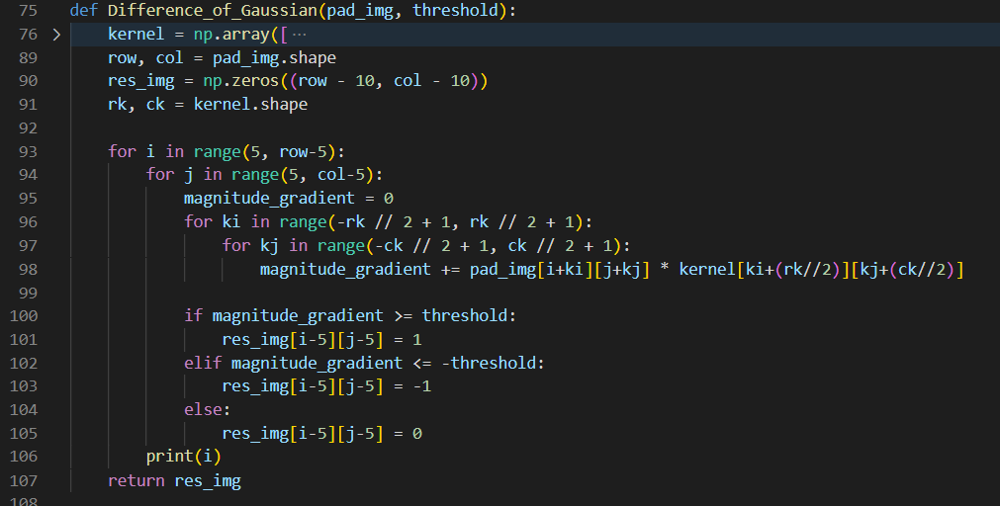 75 def Difference_of_Gaussian(pad_img, threshold):
76 > kernel = np.array([ ⋯
89 row, col = pad_img.shape
90 res_img = np.zeros((row - 10, col - 10))
91 rk, ck = kernel.shape
92
93 for i in range(5, row-5):
94 for j in range(5, col-5):
95 magnitude_gradient = 0
96 for ki in range(-rk // 2 + 1, rk // 2 + 1):
97 for kj in range(-ck // 2 + 1, ck // 2 + 1):
98 magnitude_gradient += pad_img[i+ki][j+kj] * kernel[ki+(rk//2)][kj+(ck//2)]
99
100 if magnitude_gradient >= threshold:
101 res_img[i-5][j-5] = 1
102 elif magnitude_gradient <= -threshold:
103 res_img[i-5][j-5] = -1
104 else:
105 res_img[i-5][j-5] = 0
106 print(i)
107 return res_img
108